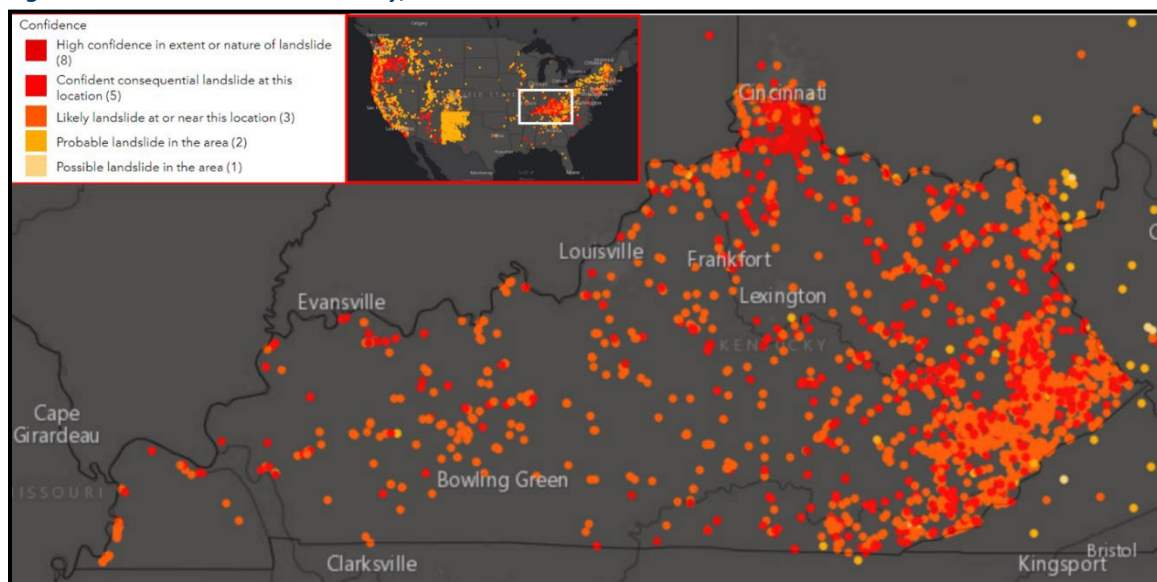 Confidence
High confidence in extent or nature of landslide
(8)
Confident consequential landslide at this
location (5)
Likely landslide at or near this location (3)
Probable landslide in the area (2)
Possible landslide in the area (1)
Cincinnati
Louisville
Frankfort
Evansville
Lexington
KENTUCKY
Cape
Girardeau
Bowling Green
Clarksville
Bristol
Kingsport